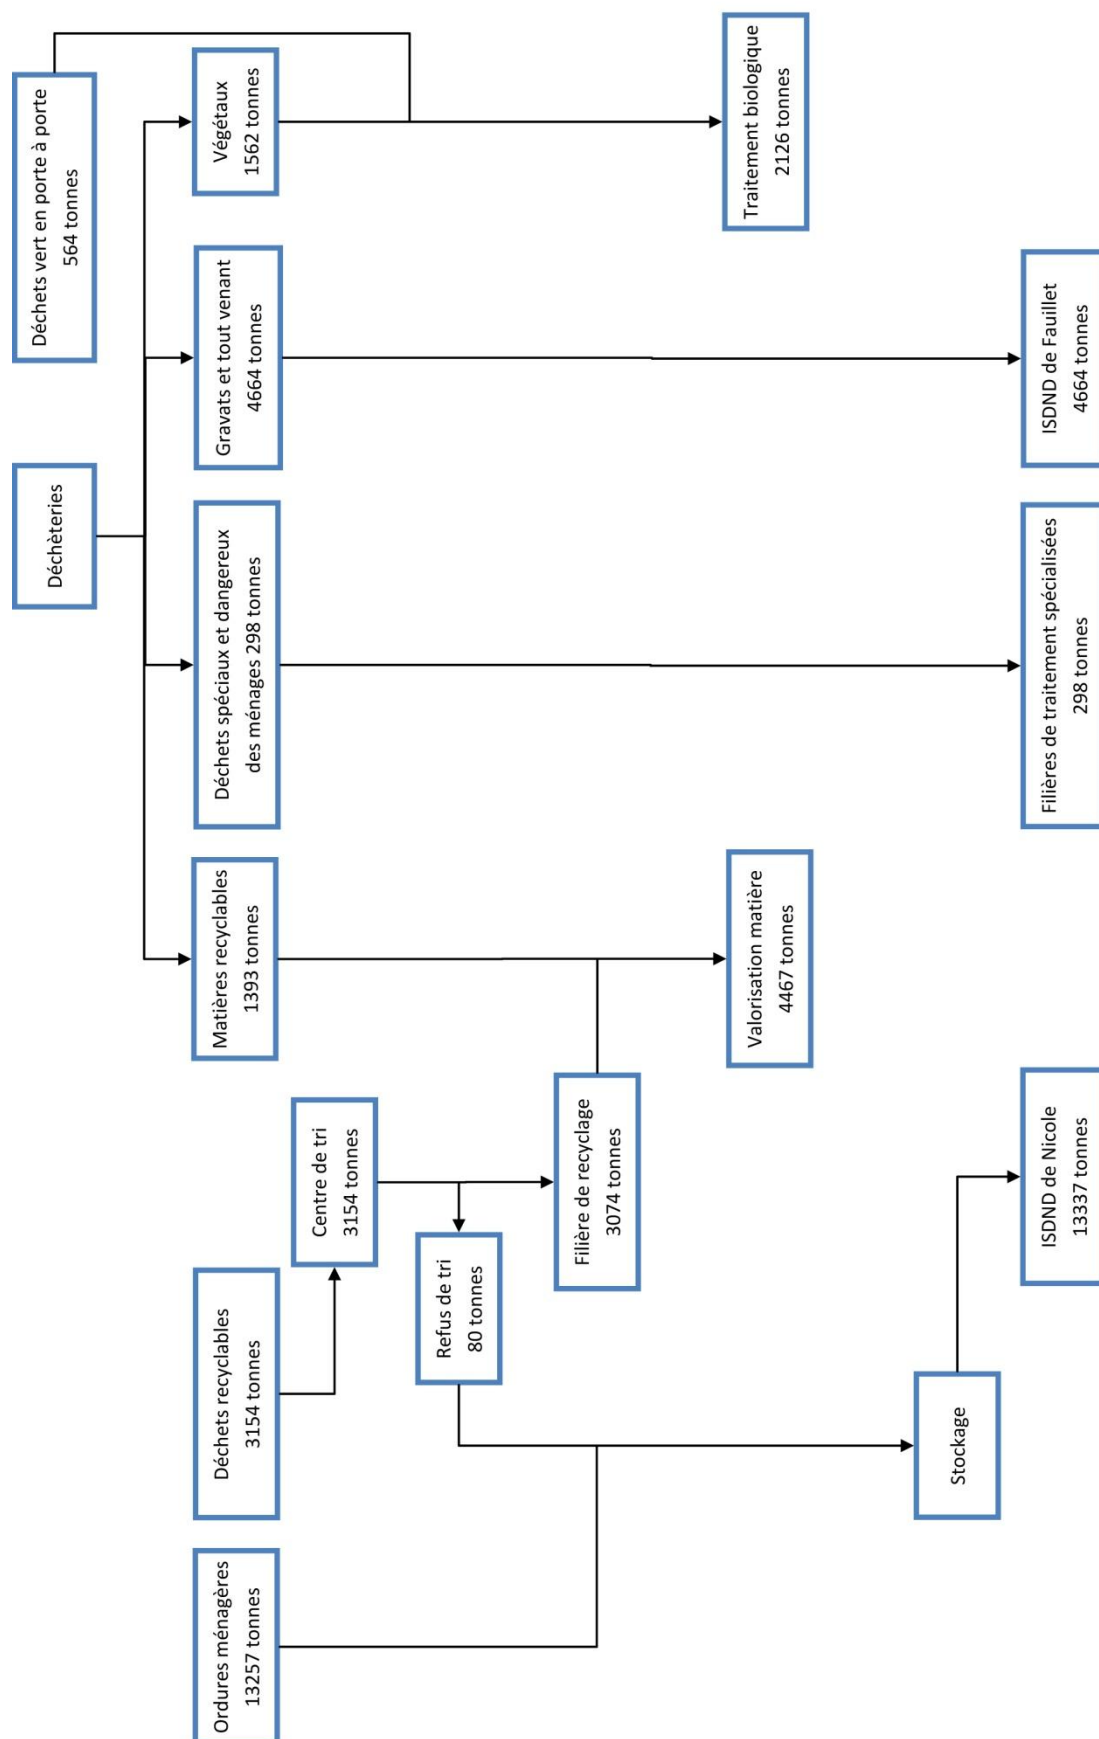 Ordures ménagères
13257 tonnes
Déchets recyclables
3154 tonnes
Centre de tri
3154 tonnes
Refus de tri
80 tonnes
Filière de recyclage
3074 tonnes
Stockage
ISDND de Nicole
13337 tonnes
Déchèteries
Matières recyclables
1393 tonnes
Valorisation matière
4467 tonnes
Déchets spéciaux et dangereux
des ménages 298 tonnes
Filières de traitement spécialisées
298 tonnes
Gravats et tout venant
4664 tonnes
ISDND de Fauillet
4664 tonnes
Déchets vert en porte à porte
564 tonnes
Végétaux
1562 tonnes
Traitement biologique
2126 tonnes